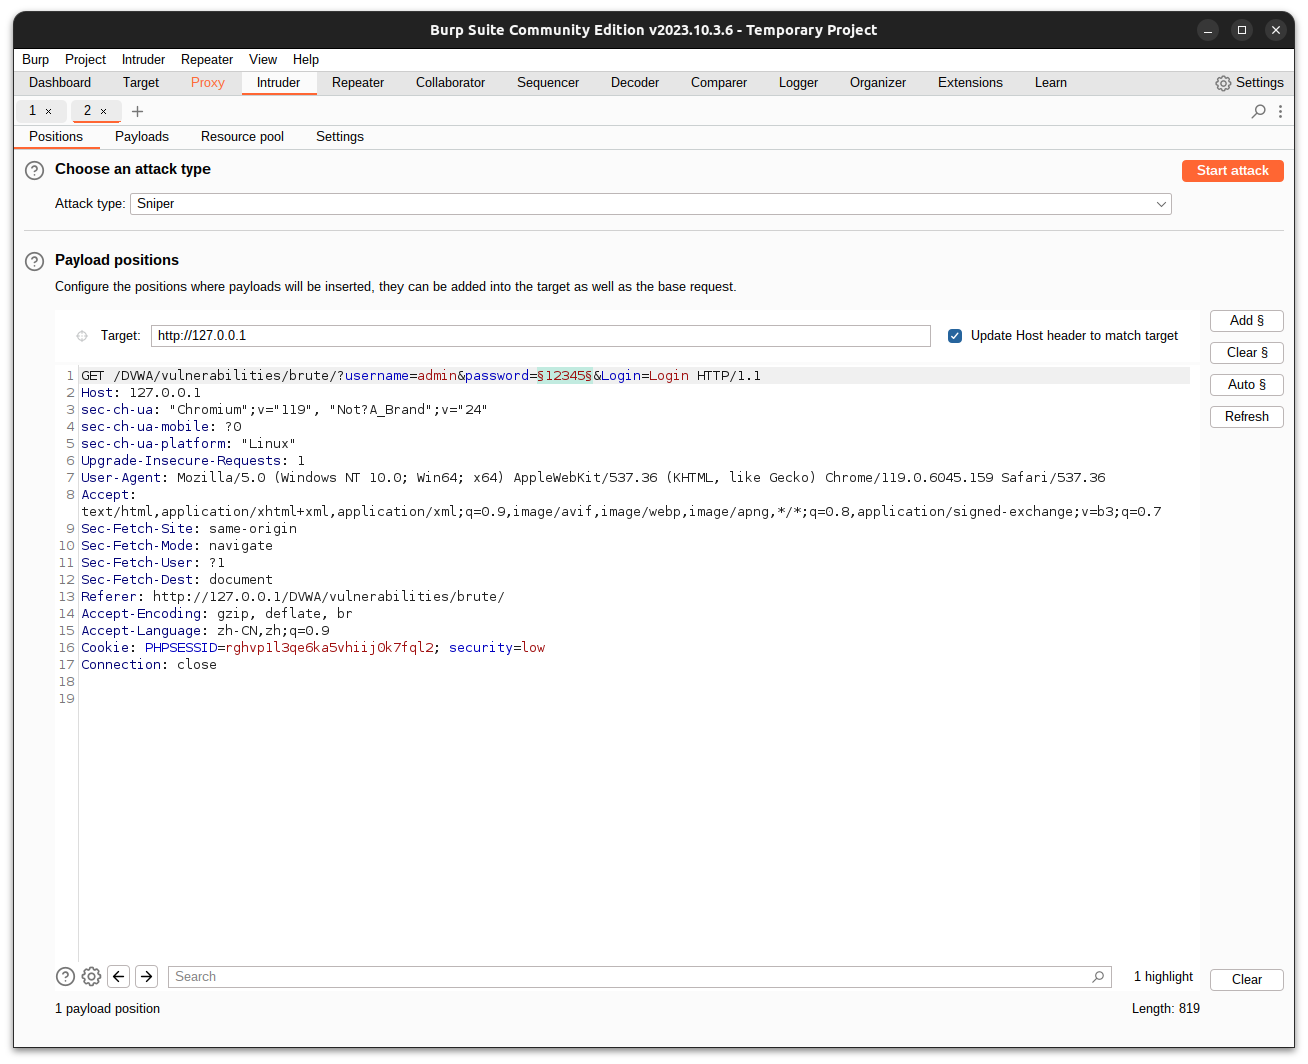 Burp Suite Community Edition v2023.10.3.6 - Temporary Project
Burp Project Intruder Repeater View Help
Dashboard Target Proxy Intruder Repeater Collaborator Sequencer Decoder Comparer Logger Organizer Extensions Learn Settings
1 × 2 × +
Positions Payloads Resource pool Settings
? Choose an attack type Start attack
Attack type: Sniper
? Payload positions
Configure the positions where payloads will be inserted, they can be added into the target as well as the base request.
Target: http://127.0.0.1 Update Host header to match target
Add §
Clear §
Auto §
Refresh
1 GET /DVWA/vulnerabilities/brute/?username=admin&password=§12345§&Login=Login HTTP/1.1
2 Host: 127.0.0.1
3 sec-ch-ua: "Chromium";v="119", "Not?A_Brand";v="24"
4 sec-ch-ua-mobile: ?0
5 sec-ch-ua-platform: "Linux"
6 Upgrade-Insecure-Requests: 1
7 User-Agent: Mozilla/5.0 (Windows NT 10.0; Win64; x64) AppleWebKit/537.36 (KHTML, like Gecko) Chrome/119.0.6045.159 Safari/537.36
8 Accept:
text/html,application/xhtml+xml,application/xml;q=0.9,image/avif,image/webp,image/apng,*/*;q=0.8,application/signed-exchange;v=b3;q=0.7
9 Sec-Fetch-Site: same-origin
10 Sec-Fetch-Mode: navigate
11 Sec-Fetch-User: ?1
12 Sec-Fetch-Dest: document
13 Referer: http://127.0.0.1/DVWA/vulnerabilities/brute/
14 Accept-Encoding: gzip, deflate, br
15 Accept-Language: zh-CN,zh;q=0.9
16 Cookie: PHPSESSID=rghvp1l3qe6ka5vhiij0k7fql2; security=low
17 Connection: close
18
19
? Search 1 highlight Clear
1 payload position Length: 819